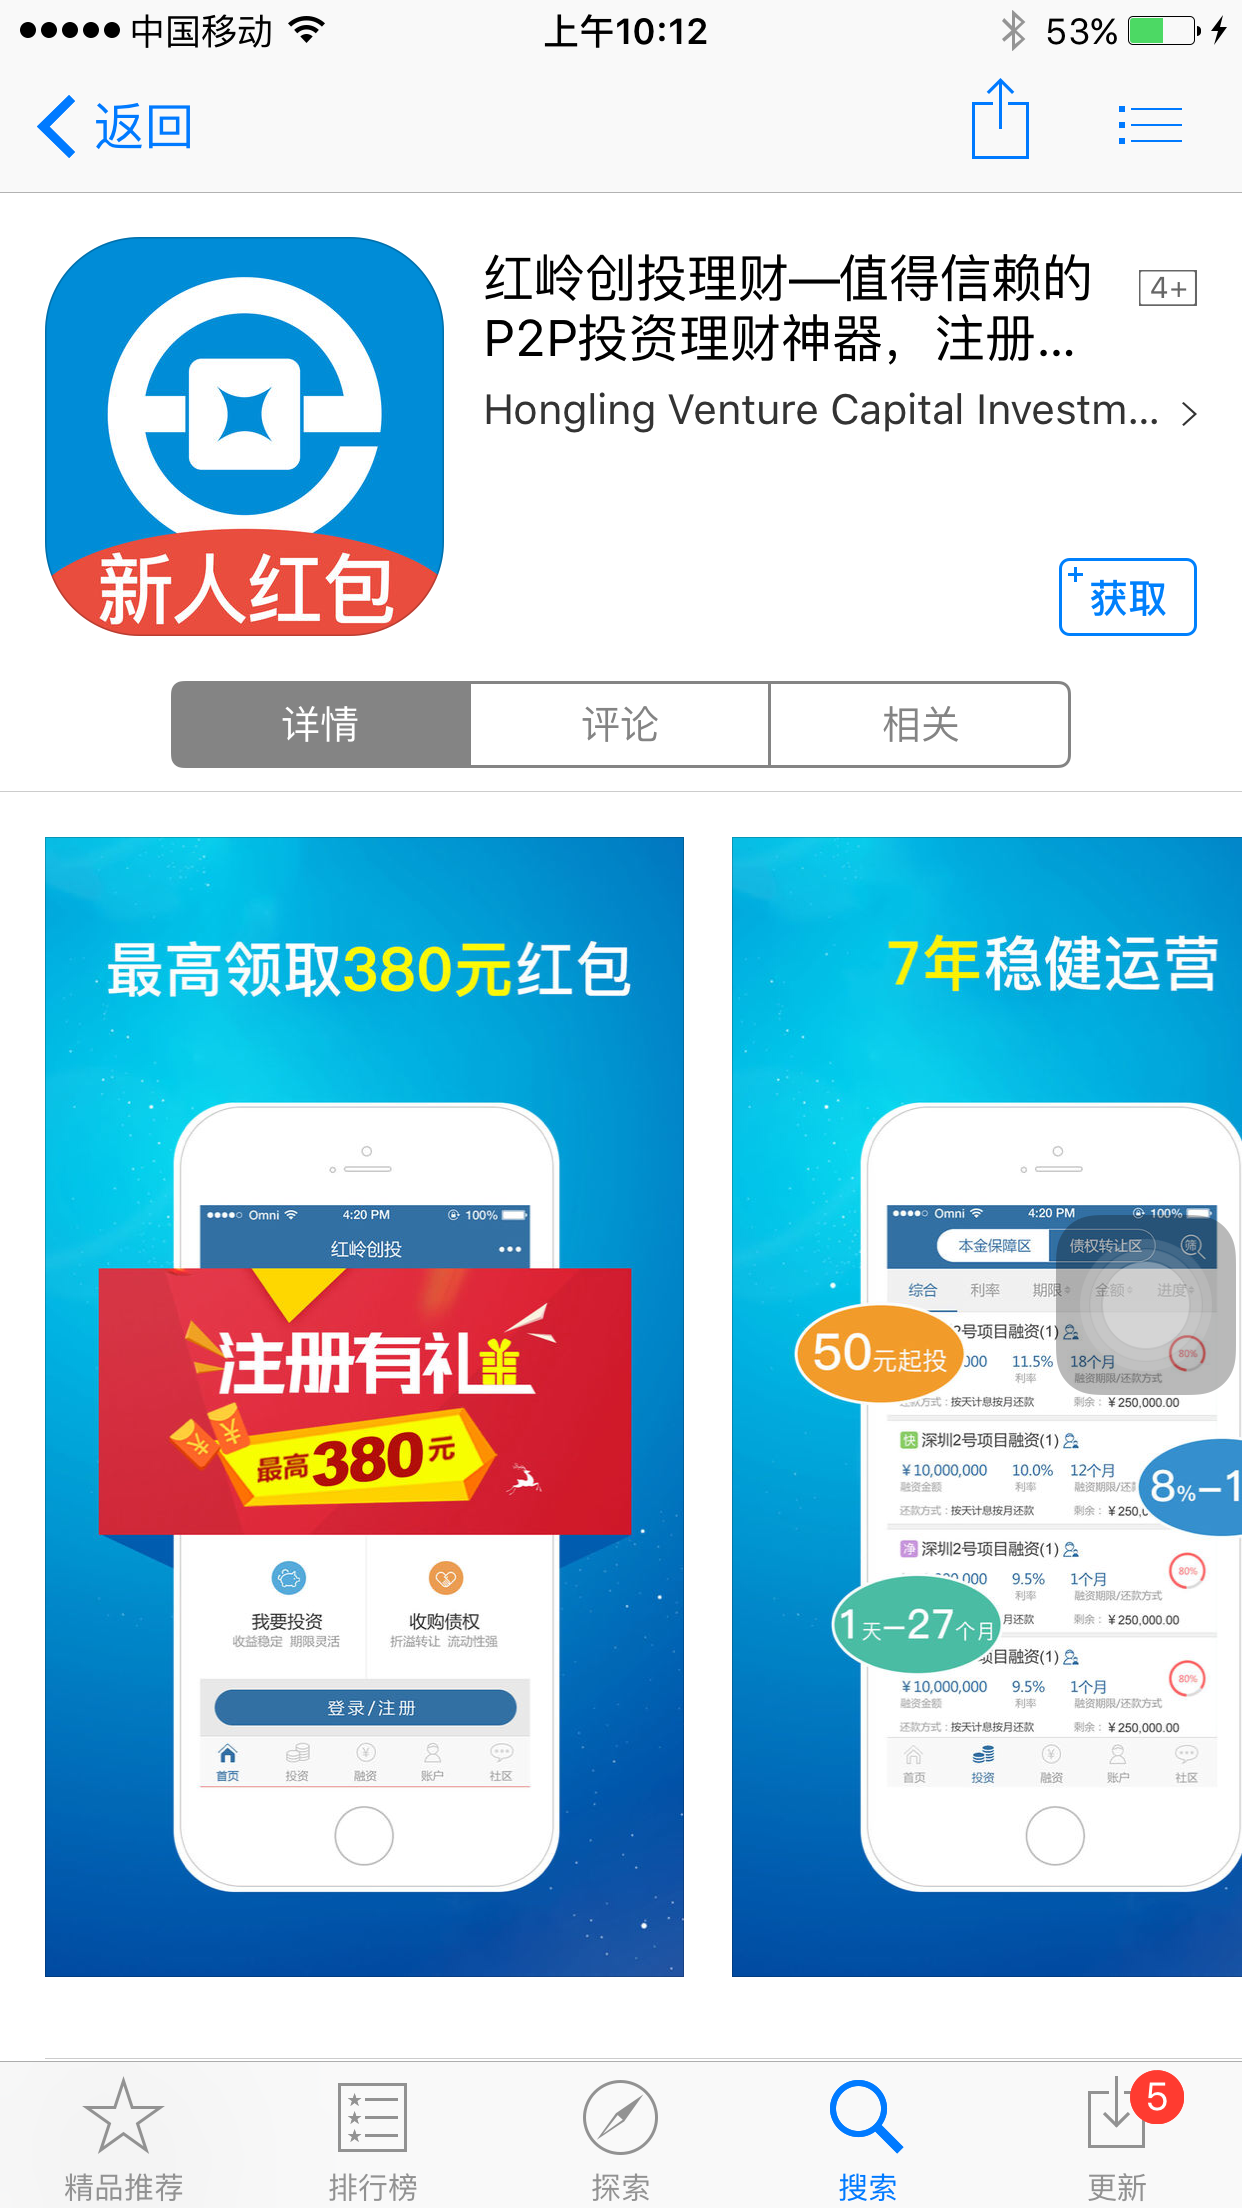 中国移动
上午10:12
53%
返回
红岭创投理财—值得信赖的
P2P投资理财神器，注册...
4+
Hongling Venture Capital Investm...
新人红包
获取
详情
评论
相关
最高领取380元红包
Omni
4:20 PM
100%
红岭创投
注册有礼
最高380元
我要投资
收益稳定 期限灵活
收购债权
折溢转让 流动性强
登录/注册
首页
投资
融资
账户
社区
7年稳健运营
Omni
4:20 PM
100%
本金保障区
债权转让区
筛
综合
利率
期限
金额
进度
50元起投
2号项目融资(1)
000
11.5%
18个月
80%
利率
融资期限/还款方式
还款方式：按天计息按月还款
剩余：¥250,000.00
快 深圳2号项目融资(1)
¥10,000,000
10.0%
12个月
融资金额
利率
融资期限/还
还款方式：按天计息按月还款
剩余：¥250,
8%-1
净 深圳2号项目融资(1)
000,000
9.5%
1个月
80%
利率
融资期限/还款方式
月还款
剩余：¥250,000.00
1天-27个月
项目融资(1)
¥10,000,000
9.5%
1个月
80%
融资金额
利率
融资期限/还款方式
还款方式：按天计息按月还款
剩余：¥250,000.00
首页
投资
融资
账户
社区
精品推荐
排行榜
探索
搜索
更新
5